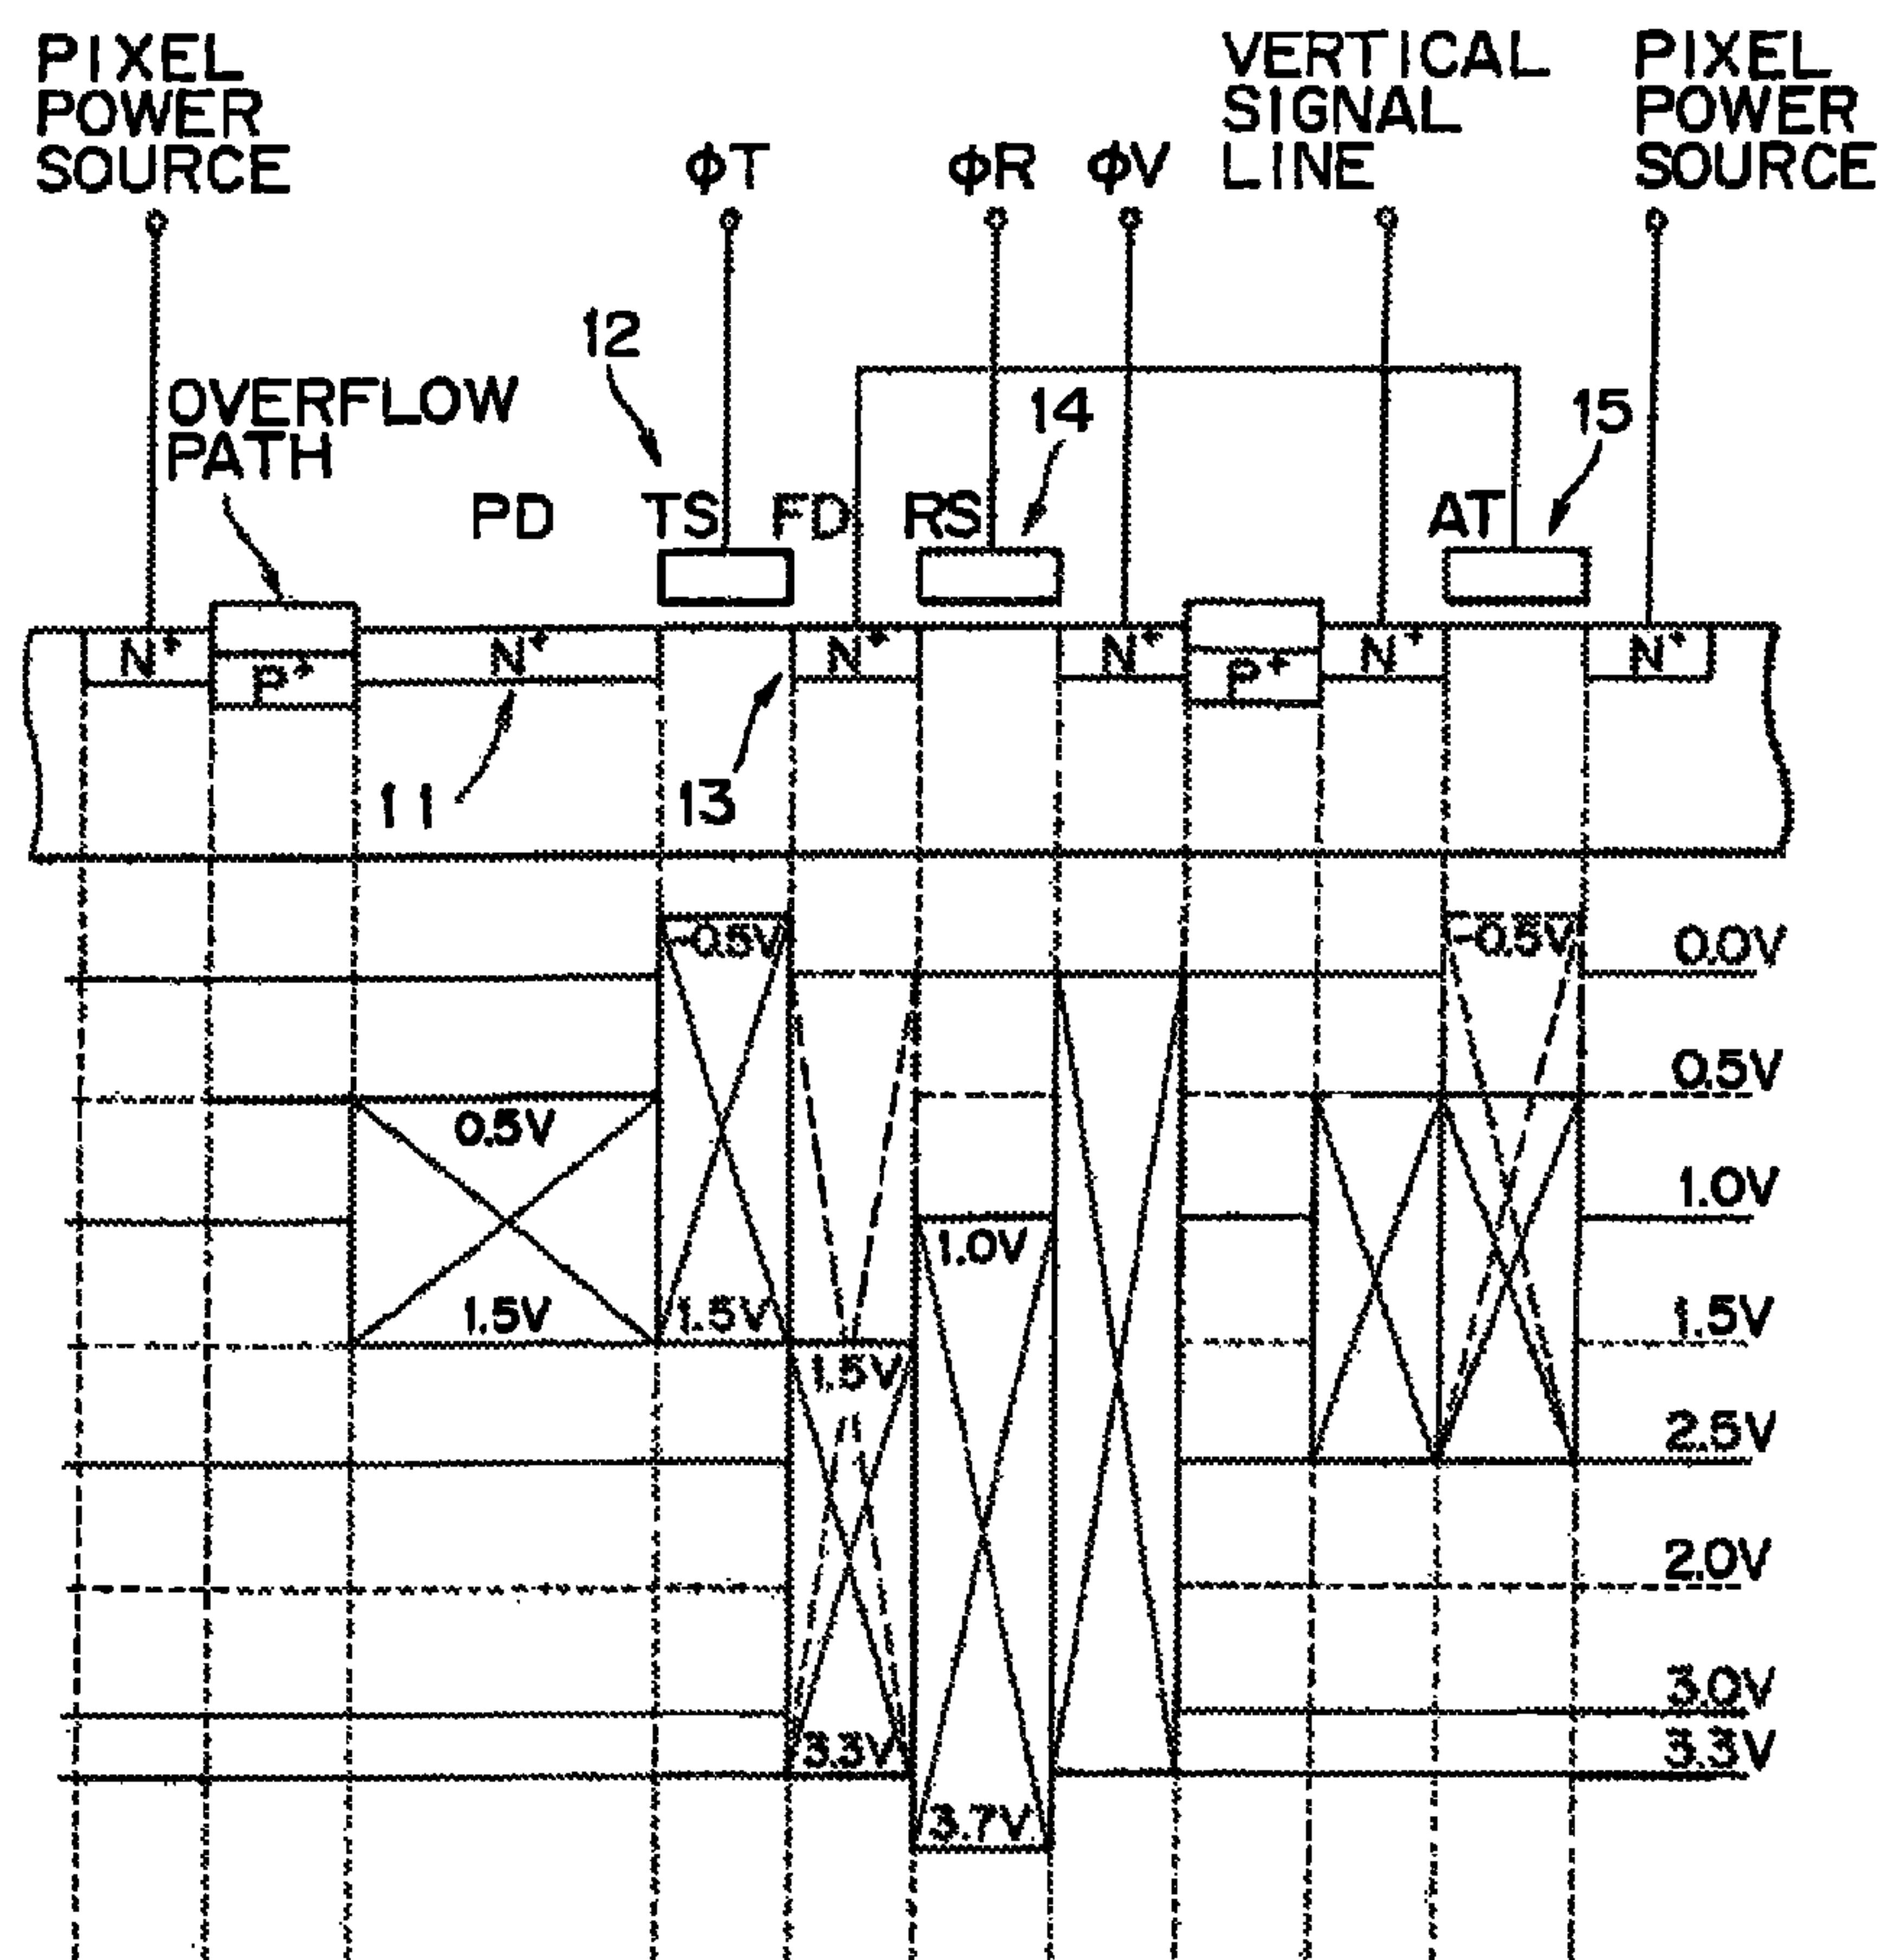 PIXEL
POWER
SOURCE
φT
φR
φV
VERTICAL
SIGNAL
LINE
PIXEL
POWER
SOURCE
12
OVERFLOW
PATH
14
15
PD
TS
FD
RS
AT
N+
P+
N+
N+
N+
P+
N+
N+
11
13
-0.5V
-0.5V
0.0V
0.5V
0.5V
1.0V
1.0V
1.5V
1.5V
1.5V
1.5V
2.5V
2.0V
3.0V
3.3V
3.3V
3.7V